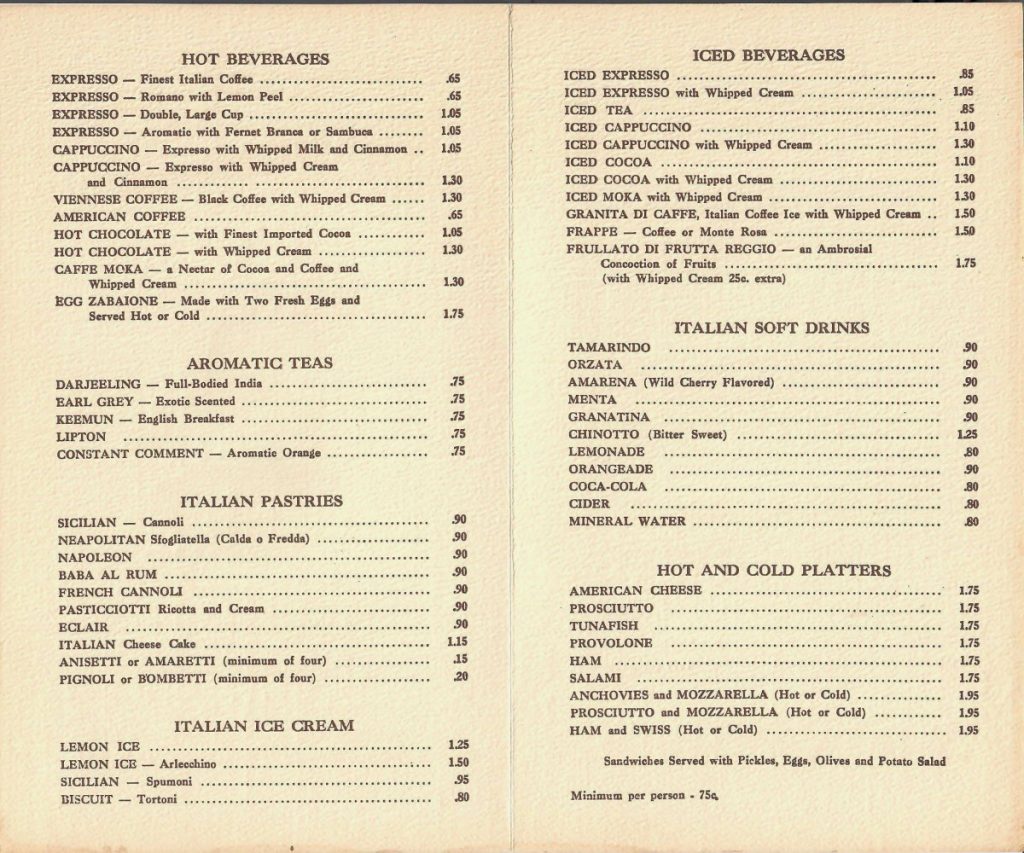 HOT BEVERAGES
EXPRESSO — Finest Italian Coffee .65
EXPRESSO — Romano with Lemon Peel .65
EXPRESSO — Double, Large Cup 1.05
EXPRESSO — Aromatic with Fernet Branca or Sambuca 1.05
CAPPUCCINO — Expresso with Whipped Milk and Cinnamon 1.05
CAPPUCCINO — Expresso with Whipped Cream
and Cinnamon 1.30
VIENNESE COFFEE — Black Coffee with Whipped Cream 1.30
AMERICAN COFFEE .65
HOT CHOCOLATE — with Finest Imported Cocoa 1.05
HOT CHOCOLATE — with Whipped Cream 1.30
CAFFE MOKA — a Nectar of Cocoa and Coffee and
Whipped Cream 1.30
EGG ZABAIONE — Made with Two Fresh Eggs and
Served Hot or Cold 1.75
AROMATIC TEAS
DARJEELING — Full-Bodied India .75
EARL GREY — Exotic Scented .75
KEEMUN — English Breakfast .75
LIPTON .75
CONSTANT COMMENT — Aromatic Orange .75
ITALIAN PASTRIES
SICILIAN — Cannoli .90
NEAPOLITAN Sfogliatella (Calda o Fredda) .90
NAPOLEON .90
BABA AL RUM .90
FRENCH CANNOLI .90
PASTICCIOTTI Ricotta and Cream .90
ECLAIR .90
ITALIAN Cheese Cake 1.15
ANISETTI or AMARETTI (minimum of four) .15
PIGNOLI or BOMBETTI (minimum of four) .20
ITALIAN ICE CREAM
LEMON ICE 1.25
LEMON ICE — Arlecchino 1.50
SICILIAN — Spumoni .95
BISCUIT — Tortoni .80
ICED BEVERAGES
ICED EXPRESSO .85
ICED EXPRESSO with Whipped Cream 1.05
ICED TEA .85
ICED CAPPUCCINO 1.10
ICED CAPPUCCINO with Whipped Cream 1.30
ICED COCOA 1.10
ICED COCOA with Whipped Cream 1.30
ICED MOKA with Whipped Cream 1.30
GRANITA DI CAFFE, Italian Coffee Ice with Whipped Cream 1.50
FRAPPE — Coffee or Monte Rosa 1.50
FRULLATO DI FRUTTA REGGIO — an Ambrosial
Concoction of Fruits 1.75
(with Whipped Cream 25c. extra)
ITALIAN SOFT DRINKS
TAMARINDO .90
ORZATA .90
AMARENA (Wild Cherry Flavored) .90
MENTA .90
GRANATINA .90
CHINOTTO (Bitter Sweet) 1.25
LEMONADE .80
ORANGEADE .90
COCA-COLA .80
CIDER .80
MINERAL WATER .80
HOT AND COLD PLATTERS
AMERICAN CHEESE 1.75
PROSCIUTTO 1.75
TUNAFISH 1.75
PROVOLONE 1.75
HAM 1.75
SALAMI 1.75
ANCHOVIES and MOZZARELLA (Hot or Cold) 1.95
PROSCIUTTO and MOZZARELLA (Hot or Cold) 1.95
HAM and SWISS (Hot or Cold) 1.95
Sandwiches Served with Pickles, Eggs, Olives and Potato Salad
Minimum per person - 75c.